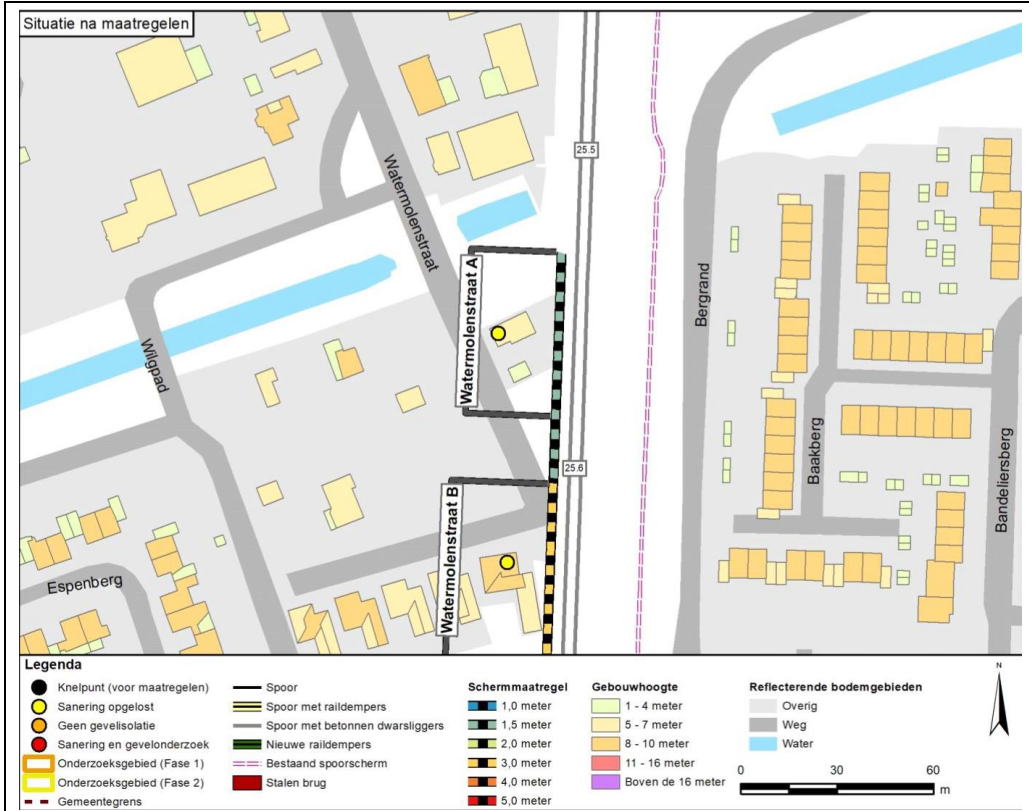 Situatie na maatregelen
25.5
Watermolenstraat
Watermolenstraat A
Bergrand
Wilgpad
25.6
Baakberg
Bandeliersberg
Watermolenstraat B
Espenberg
Legenda
Knelpunt (voor maatregelen)
Sanering opgelost
Geen gevelisolatie
Sanering en gevelonderzoek
Onderzoeksgebied (Fase 1)
Onderzoeksgebied (Fase 2)
Gemeentegrens
Spoor
Spoor met raildempers
Spoor met betonnen dwarsliggers
Nieuwe raildempers
Bestaand spoorscherm
Stalen brug
Schermmaatregel
1,0 meter
1,5 meter
2,0 meter
3,0 meter
4,0 meter
5,0 meter
Gebouwhoogte
1 - 4 meter
5 - 7 meter
8 - 10 meter
11 - 16 meter
Boven de 16 meter
Reflecterende bodemgebieden
Overig
Weg
Water
N
0 30 60
m